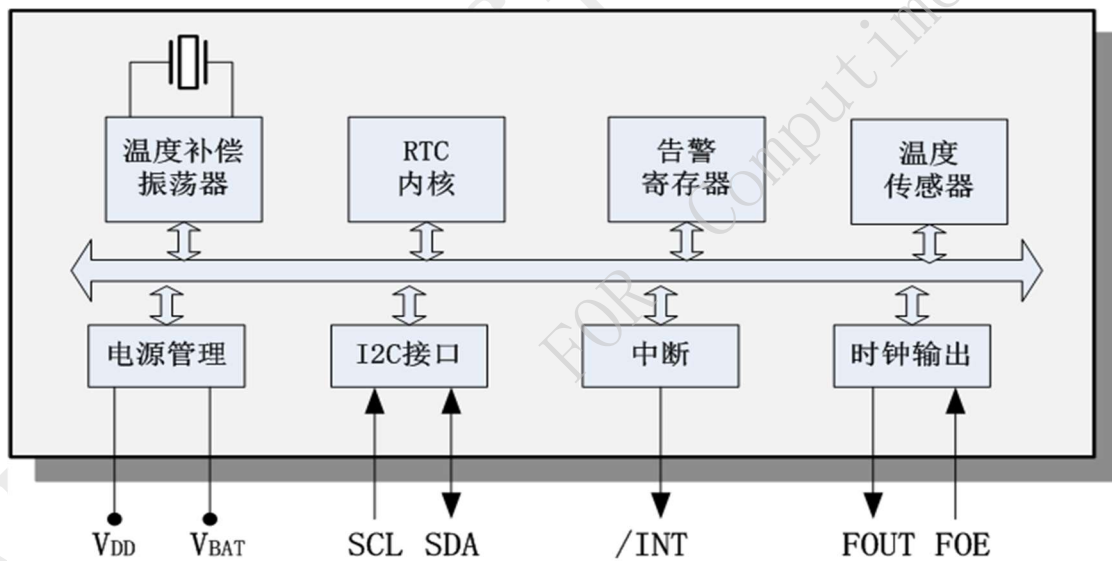 温度补偿
振荡器
RTC
内核
告警
寄存器
温度
传感器
电源管理
I2C接口
中断
时钟输出
VDD
VBAT
SCL
SDA
/INT
FOUT
FOE
FOR Computime